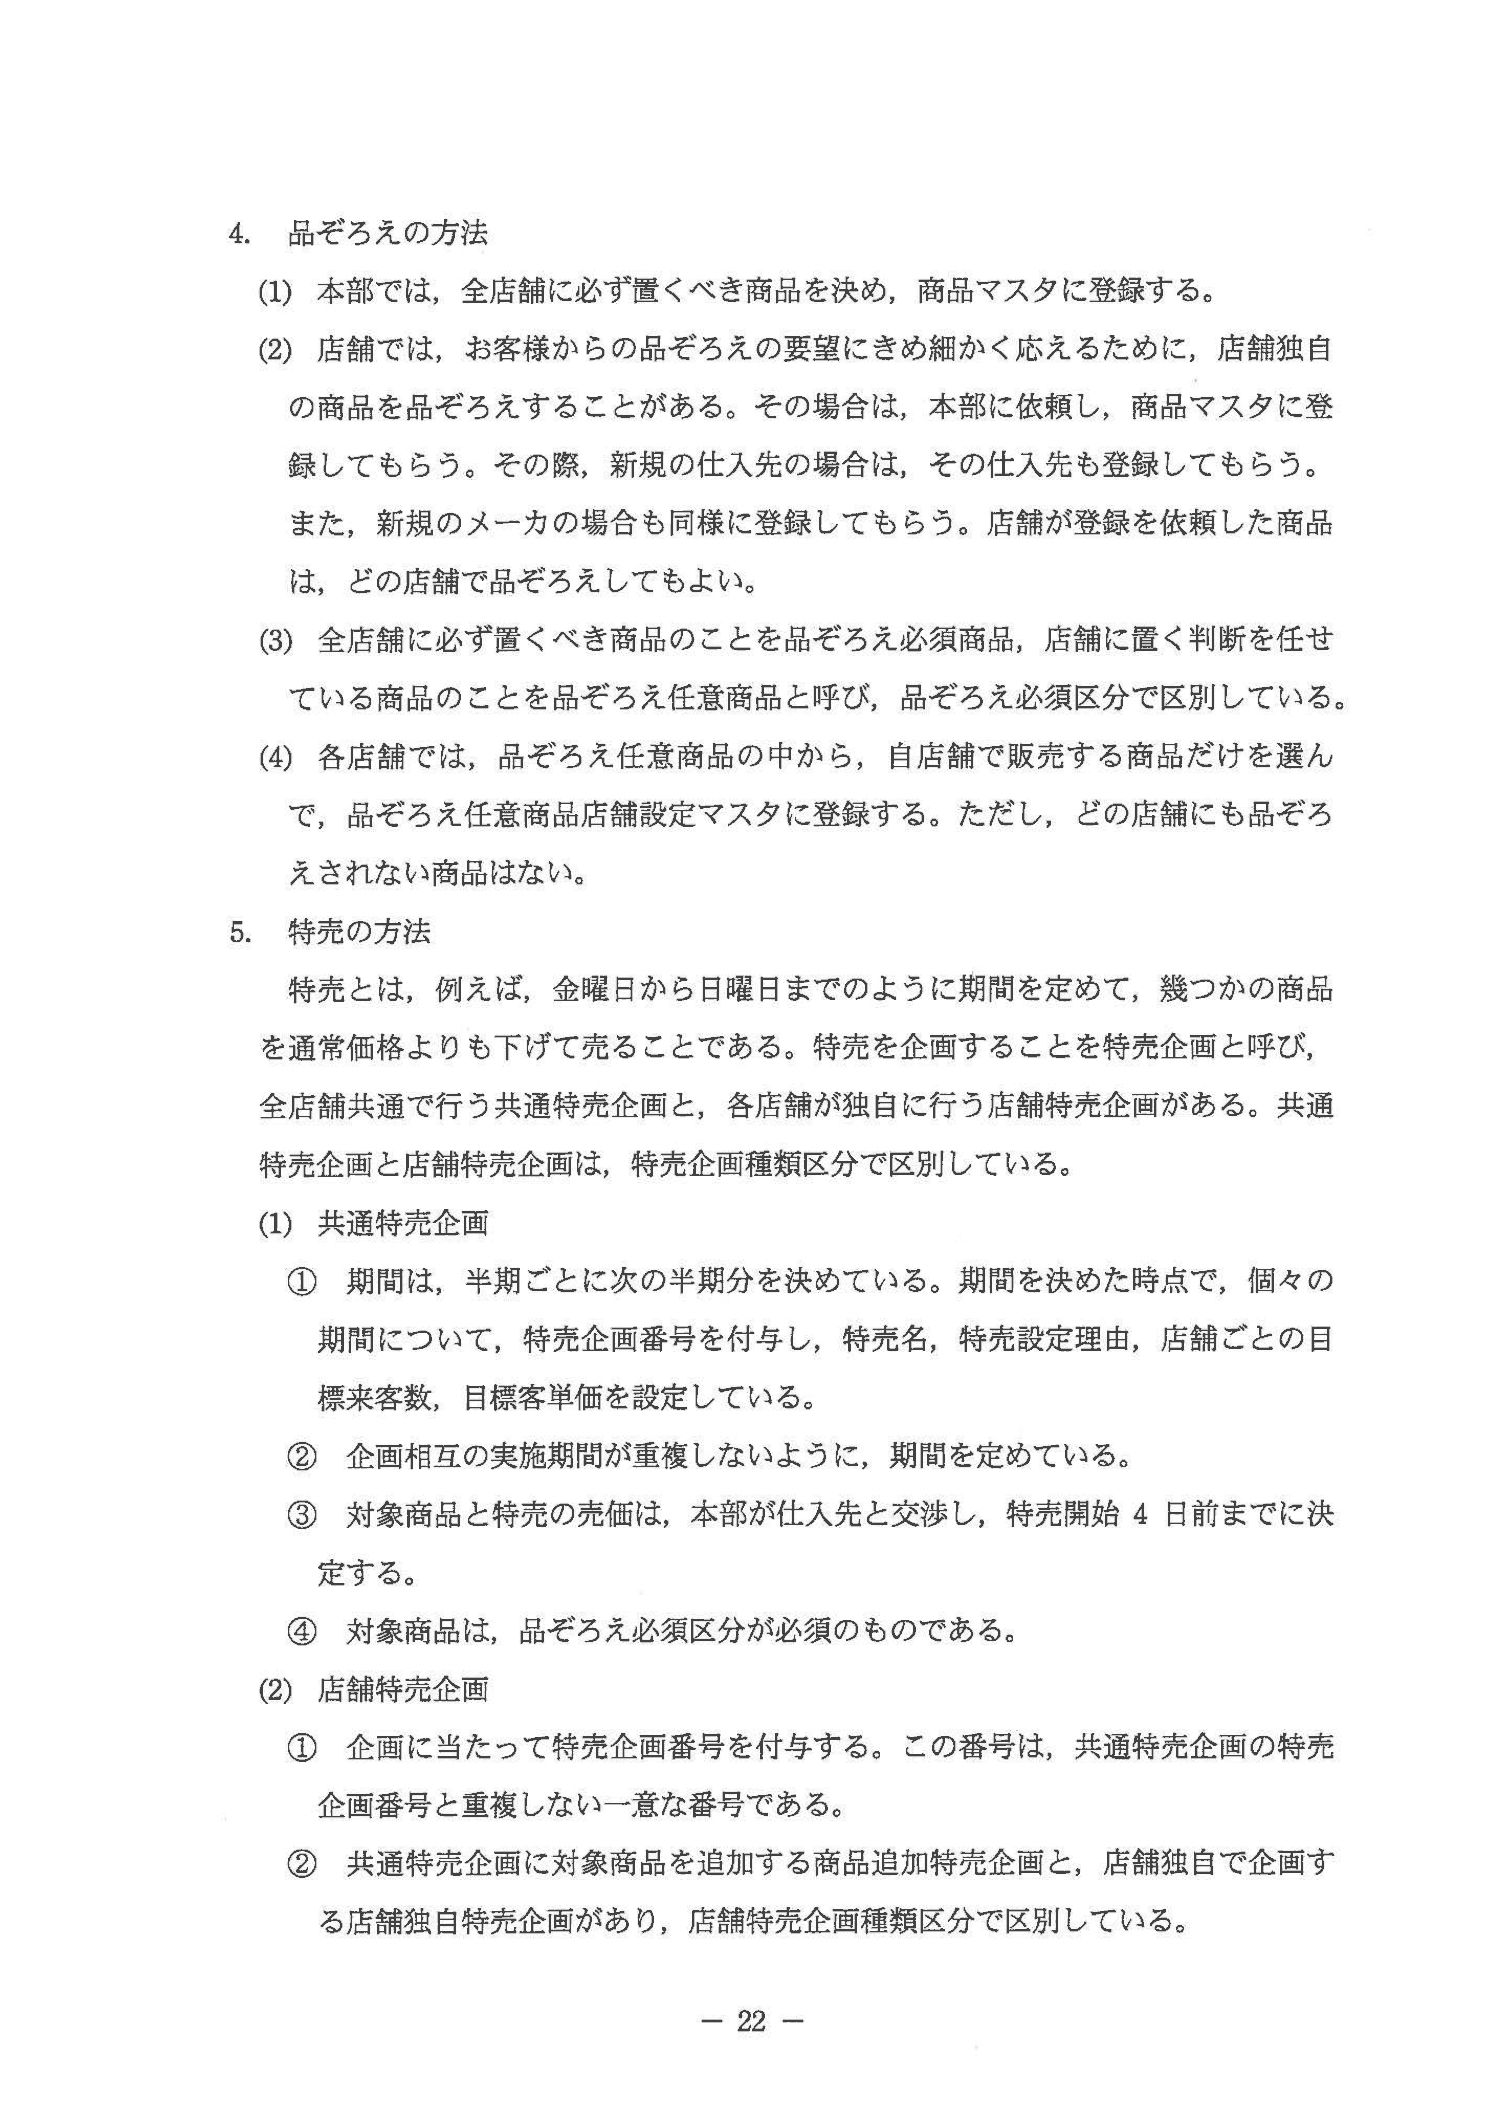 4. 品ぞろえの方法
(1) 本部では，全店舗に必ず置くべき商品を決め，商品マスタに登録する。
(2) 店舗では，お客様からの品ぞろえの要望にきめ細かく応えるために，店舗独自
の商品を品ぞろえすることがある。その場合は，本部に依頼し，商品マスタに登
録してもらう。その際，新規の仕入先の場合は，その仕入先も登録してもらう。
また，新規のメーカの場合も同様に登録してもらう。店舗が登録を依頼した商品
は，どの店舗で品ぞろえしてもよい。
(3) 全店舗に必ず置くべき商品のことを品ぞろえ必須商品，店舗に置く判断を任せ
ている商品のことを品ぞろえ任意商品と呼び，品ぞろえ必須区分で区別している。
(4) 各店舗では，品ぞろえ任意商品の中から，自店舗で販売する商品だけを選ん
で，品ぞろえ任意商品店舗設定マスタに登録する。ただし，どの店舗にも品ぞろ
えされない商品はない。
5. 特売の方法
特売とは，例えば，金曜日から日曜日までのように期間を定めて，幾つかの商品
を通常価格よりも下げて売ることである。特売を企画することを特売企画と呼び，
全店舗共通で行う共通特売企画と，各店舗が独自に行う店舗特売企画がある。共通
特売企画と店舗特売企画は，特売企画種類区分で区別している。
(1) 共通特売企画
① 期間は，半期ごとに次の半期分を決めている。期間を決めた時点で，個々の
期間について，特売企画番号を付与し，特売名，特売設定理由，店舗ごとの目
標来客数，目標客単価を設定している。
② 企画相互の実施期間が重複しないように，期間を定めている。
③ 対象商品と特売の売価は，本部が仕入先と交渉し，特売開始 4 日前までに決
定する。
④ 対象商品は，品ぞろえ必須区分が必須のものである。
(2) 店舗特売企画
① 企画に当たって特売企画番号を付与する。この番号は，共通特売企画の特売
企画番号と重複しない一意な番号である。
② 共通特売企画に対象商品を追加する商品追加特売企画と，店舗独自で企画す
る店舗独自特売企画があり，店舗特売企画種類区分で区別している。
－ 22 －